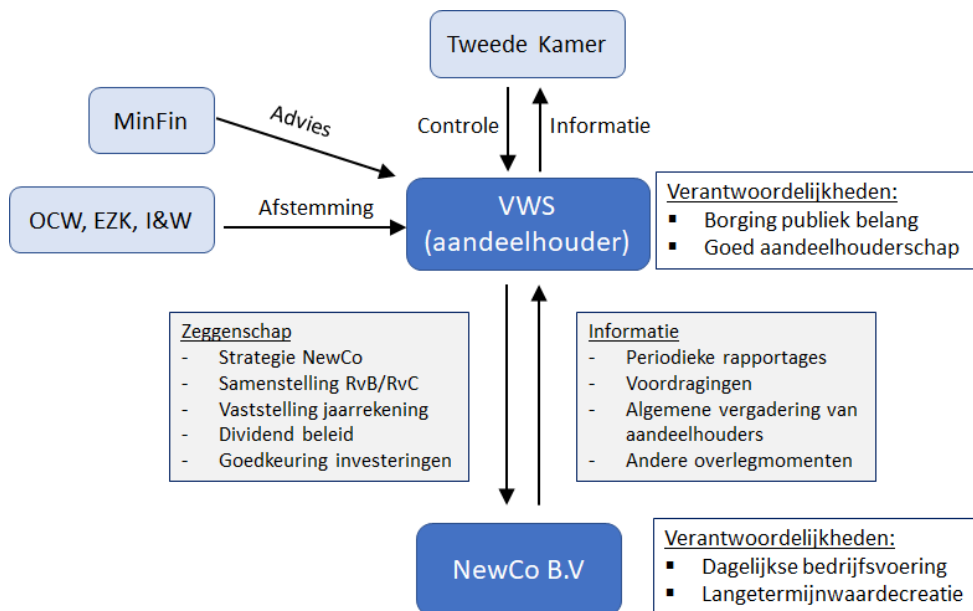 Tweede Kamer
MinFin
Advies
Controle
Informatie
OCW, EZK, I&W
Afstemming
VWS
(aandeelhouder)
Verantwoordelijkheden:
▪ Borging publiek belang
▪ Goed aandeelhouderschap
Zeggenschap
- Strategie NewCo
- Samenstelling RvB/RvC
- Vaststelling jaarrekening
- Dividend beleid
- Goedkeuring investeringen
Informatie
- Periodieke rapportages
- Voordragingen
- Algemene vergadering van
aandeelhouders
- Andere overlegmomenten
NewCo B.V
Verantwoordelijkheden:
▪ Dagelijkse bedrijfsvoering
▪ Langetermijnwaardecreatie